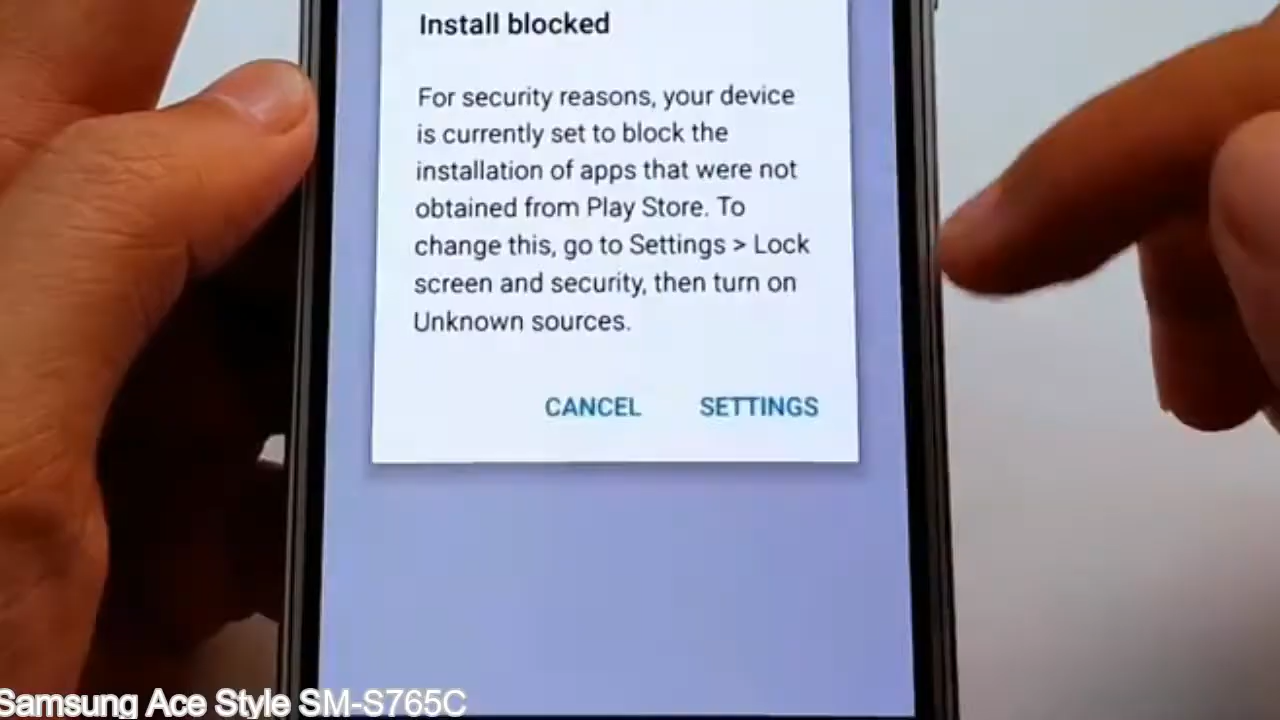 Install blocked
For security reasons, your device
is currently set to block the
installation of apps that were not
obtained from Play Store. To
change this, go to Settings > Lock
screen and security, then turn on
Unknown sources.
CANCEL SETTINGS
Samsung Ace Style SM-S765C